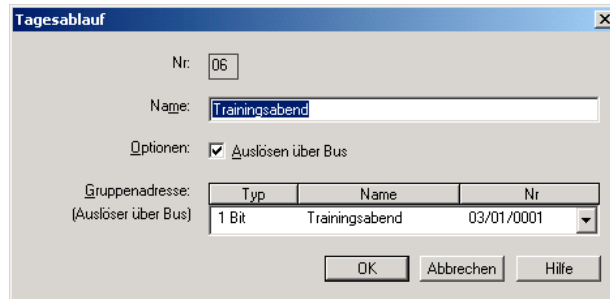 Tagesablauf
Nr: 06
Name: Trainingsabend
Optionen: Auslösen über Bus
Gruppenadresse: Typ Name Nr
(Auslöser über Bus) 1 Bit Trainingsabend 03/01/0001
OK Abbrechen Hilfe